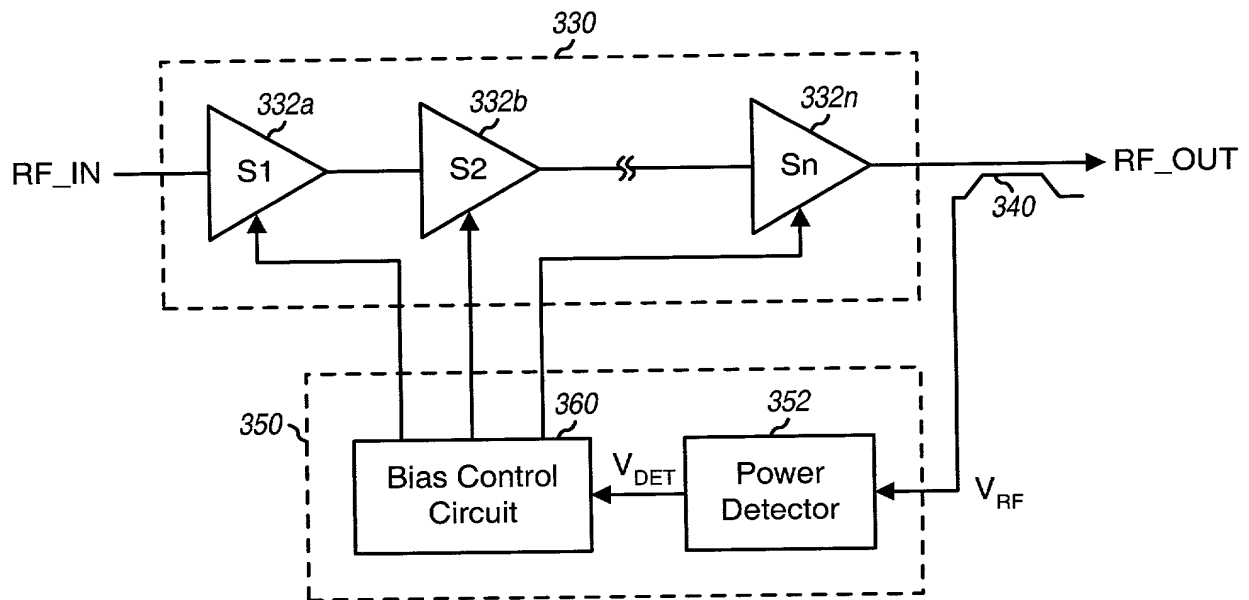 330
332a
332b
332n
RF_IN
S1
S2
Sn
RF_OUT
340
350
360
352
Bias Control
Circuit
V_DET
Power
Detector
V_RF